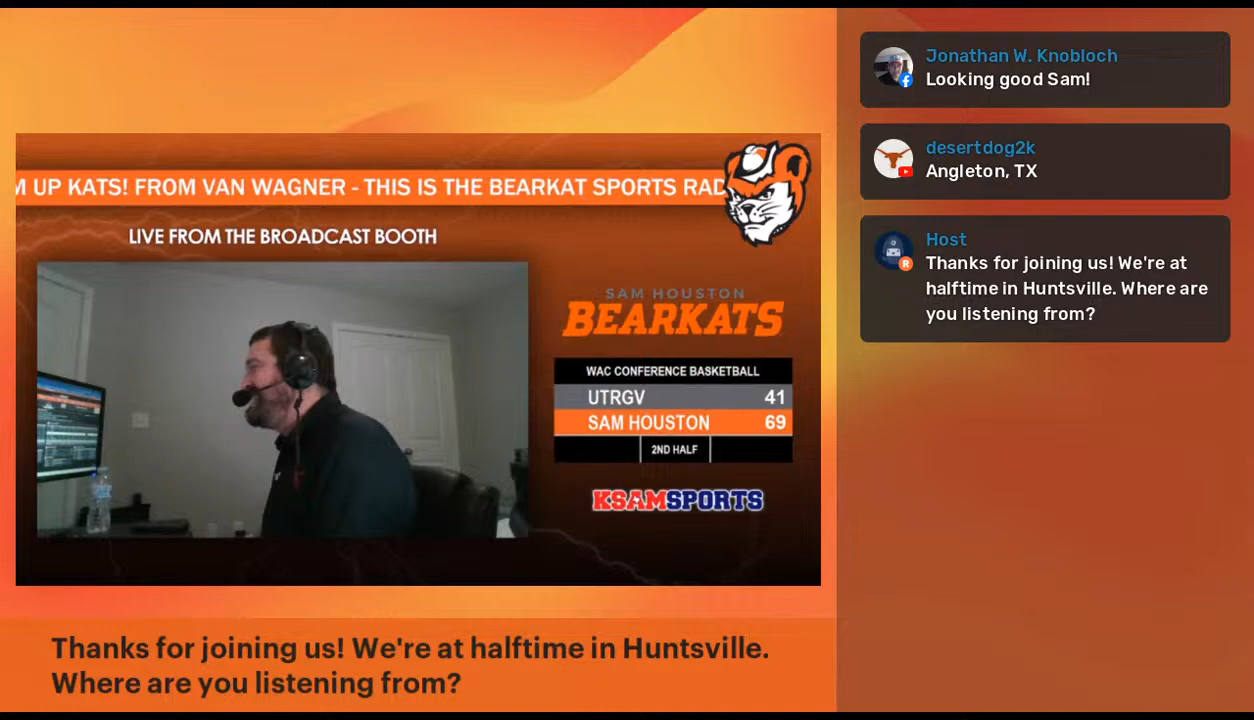 M UP KATS! FROM VAN WAGNER - THIS IS THE BEARKAT SPORTS RAD
LIVE FROM THE BROADCAST BOOTH
SAM HOUSTON
BEARKATS
WAC CONFERENCE BASKETBALL
UTRGV 41
SAM HOUSTON 69
2ND HALF
KSAMSPORTS
Thanks for joining us! We're at halftime in Huntsville.
Where are you listening from?
Jonathan W. Knobloch
Looking good Sam!
desertdog2k
Angleton, TX
Host
Thanks for joining us! We're at
halftime in Huntsville. Where are
you listening from?